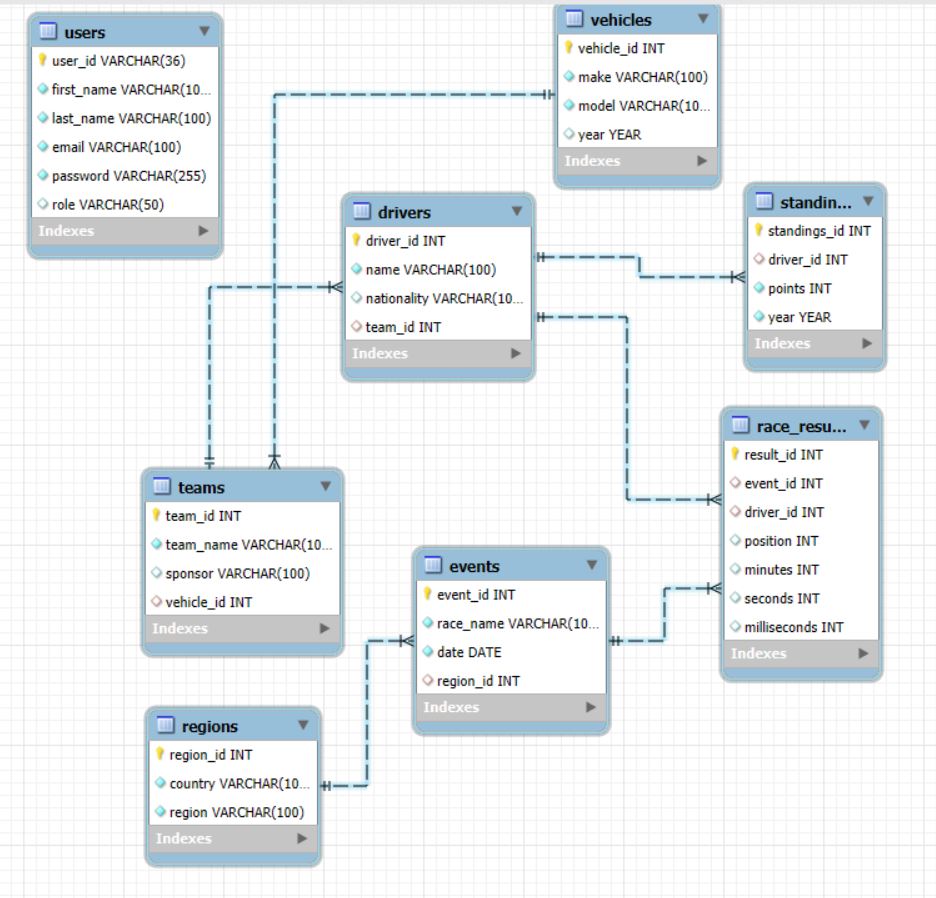 users
user_id VARCHAR(36)
first_name VARCHAR(10...
last_name VARCHAR(100)
email VARCHAR(100)
password VARCHAR(255)
role VARCHAR(50)
Indexes
vehicles
vehicle_id INT
make VARCHAR(100)
model VARCHAR(10...
year YEAR
Indexes
drivers
driver_id INT
name VARCHAR(100)
nationality VARCHAR(10...
team_id INT
Indexes
standin...
standings_id INT
driver_id INT
points INT
year YEAR
Indexes
race_resu...
result_id INT
event_id INT
driver_id INT
position INT
minutes INT
seconds INT
milliseconds INT
Indexes
teams
team_id INT
team_name VARCHAR(10...
sponsor VARCHAR(100)
vehicle_id INT
Indexes
events
event_id INT
race_name VARCHAR(10...
date DATE
region_id INT
Indexes
regions
region_id INT
country VARCHAR(10...
region VARCHAR(100)
Indexes